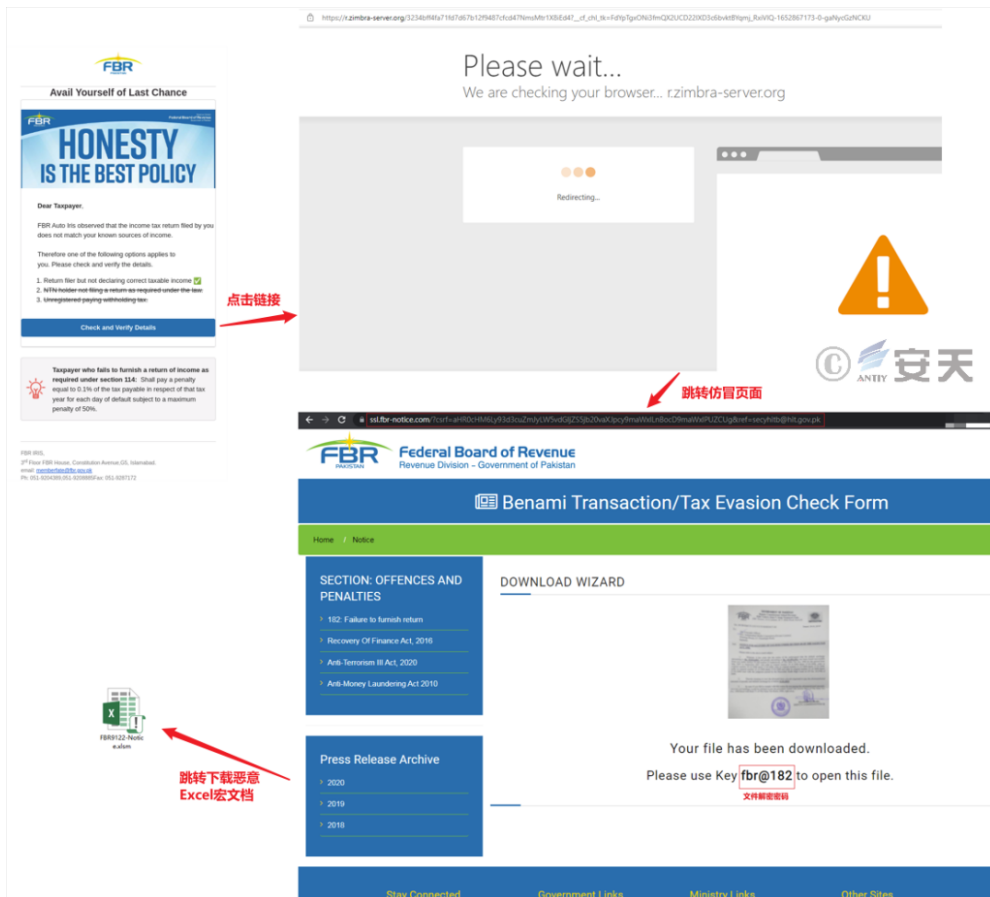 FBR
PAKISTAN
Avail Yourself of Last Chance
FBR
Federal Board of Revenue
HONESTY
IS THE BEST POLICY
Dear Taxpayer,
FBR Auto Iris observed that the income tax return filed by you
does not match your known sources of income.
Therefore one of the following options applies to
you. Please check and verify the details.
1. Return filer but not declaring correct taxable income ✅
2. NTN holder not filing a return as required under the law.
3. Unregistered paying withholding tax.
Check and Verify Details
Taxpayer who fails to furnish a return of income as
required under section 114: Shall pay a penalty
equal to 0.1% of the tax payable in respect of that tax
year for each day of default subject to a maximum
penalty of 50%.
FBR IRIS,
3rd Floor FBR House, Constitution Avenue,G5, Islamabad.
点击链接
Please wait...
We are checking your browser... r.zimbra-server.org
Redirecting...
© ANTIY 安天
跳转仿冒页面
FBR
PAKISTAN
Federal Board of Revenue
Revenue Division - Government of Pakistan
Benami Transaction/Tax Evasion Check Form
Home / Notice
SECTION: OFFENCES AND
PENALTIES
182: Failure to furnish return
Recovery Of Finance Act, 2016
Anti-Terrorism III Act, 2020
Anti-Money Laundering Act 2010
Press Release Archive
2020
2019
2018
DOWNLOAD WIZARD
Your file has been downloaded.
Please use Key fbr@182 to open this file.
文件解密密码
FBR9122-Notic
e.xlsm
跳转下载恶意
Excel宏文档
Stay Connected
Government Links
Ministry Links
Other Sites